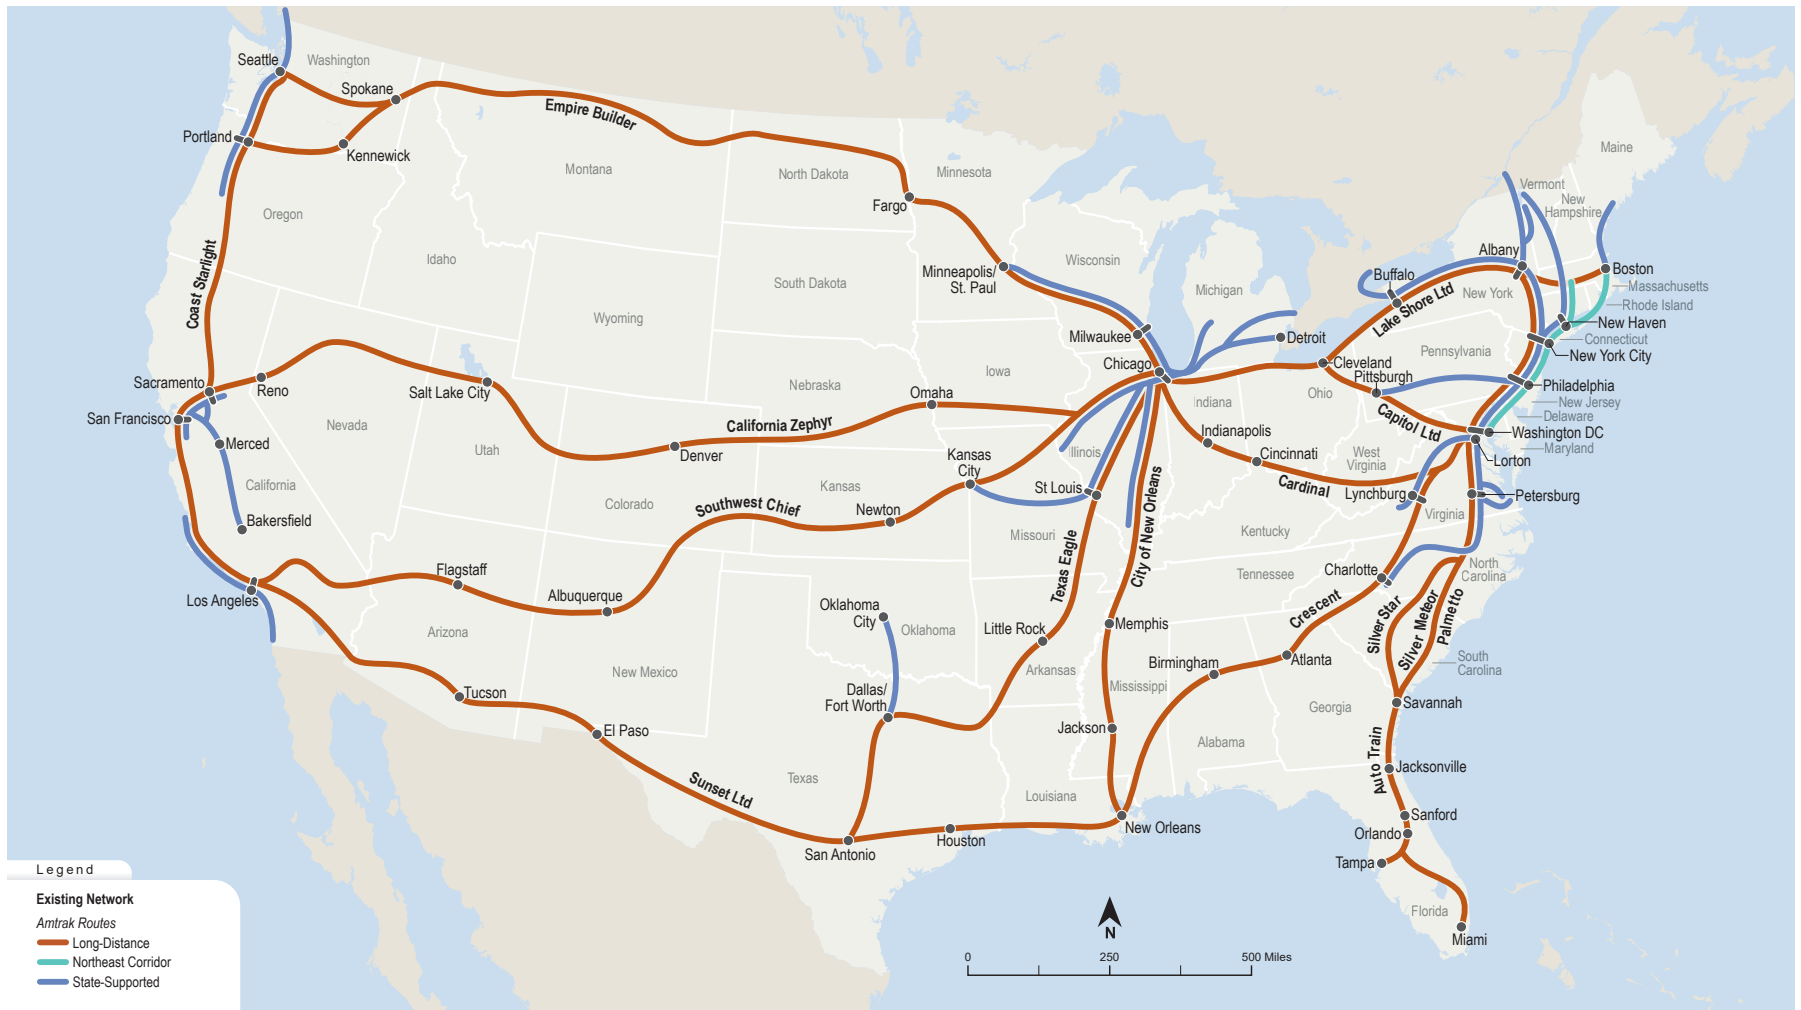 Seattle
Washington
Spokane
Portland
Kennewick
Empire Builder
Montana
North Dakota
Minnesota
Fargo
Oregon
Idaho
Coast Starlight
Wyoming
South Dakota
Minneapolis/
St. Paul
Wisconsin
Michigan
Milwaukee
Chicago
Detroit
Maine
Vermont
New
Hampshire
Albany
Buffalo
Boston
Massachusetts
New York
Rhode Island
Lake Shore Ltd
New Haven
Connecticut
New York City
Pennsylvania
Cleveland
Pittsburgh
Philadelphia
New Jersey
Delaware
Ohio
Capitol Ltd
Washington DC
Maryland
Lorton
West
Virginia
Sacramento
Reno
Salt Lake City
San Francisco
Nevada
Merced
Utah
California
Bakersfield
Nebraska
Iowa
Omaha
California Zephyr
Denver
Colorado
Kansas
City
Kansas
Southwest Chief
Newton
Illinois
Indiana
Indianapolis
Cincinnati
St Louis
Cardinal
Lynchburg
Petersburg
Virginia
City of New Orleans
Missouri
Kentucky
Texas Eagle
Tennessee
Charlotte
North
Carolina
Los Angeles
Flagstaff
Albuquerque
Arizona
New Mexico
Oklahoma
City
Oklahoma
Little Rock
Arkansas
Memphis
Crescent
Silver Star
Silver Meteor
Palmetto
Birmingham
Atlanta
South
Carolina
Mississippi
Tucson
El Paso
Dallas/
Fort Worth
Jackson
Georgia
Savannah
Alabama
Auto Train
Jacksonville
Texas
Sunset Ltd
Louisiana
Sanford
Orlando
New Orleans
Houston
San Antonio
Tampa
Florida
Miami
Legend
Existing Network
Amtrak Routes
Long-Distance
Northeast Corridor
State-Supported
N
0 250 500 Miles